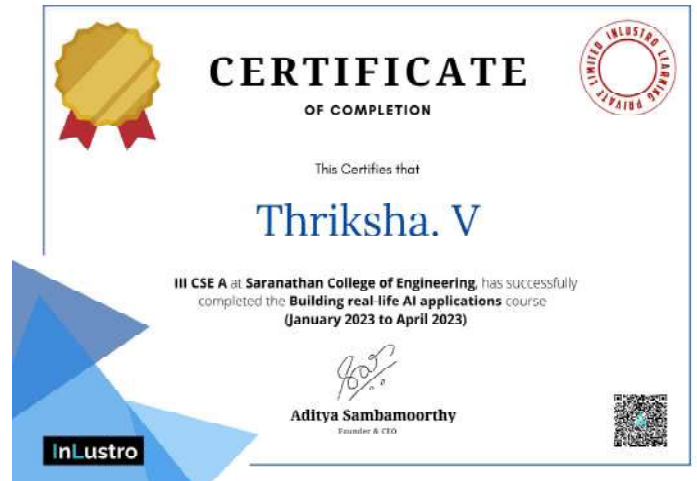 CERTIFICATE
OF COMPLETION
INLUSTRO LEARNING PRIVATE LIMITED
This Certifies that
Thriksha. V
III CSE A at Saranathan College of Engineering, has successfully
completed the Building real-life AI applications course
(January 2023 to April 2023)
Aditya Sambamoorthy
Founder & CEO
InLustro